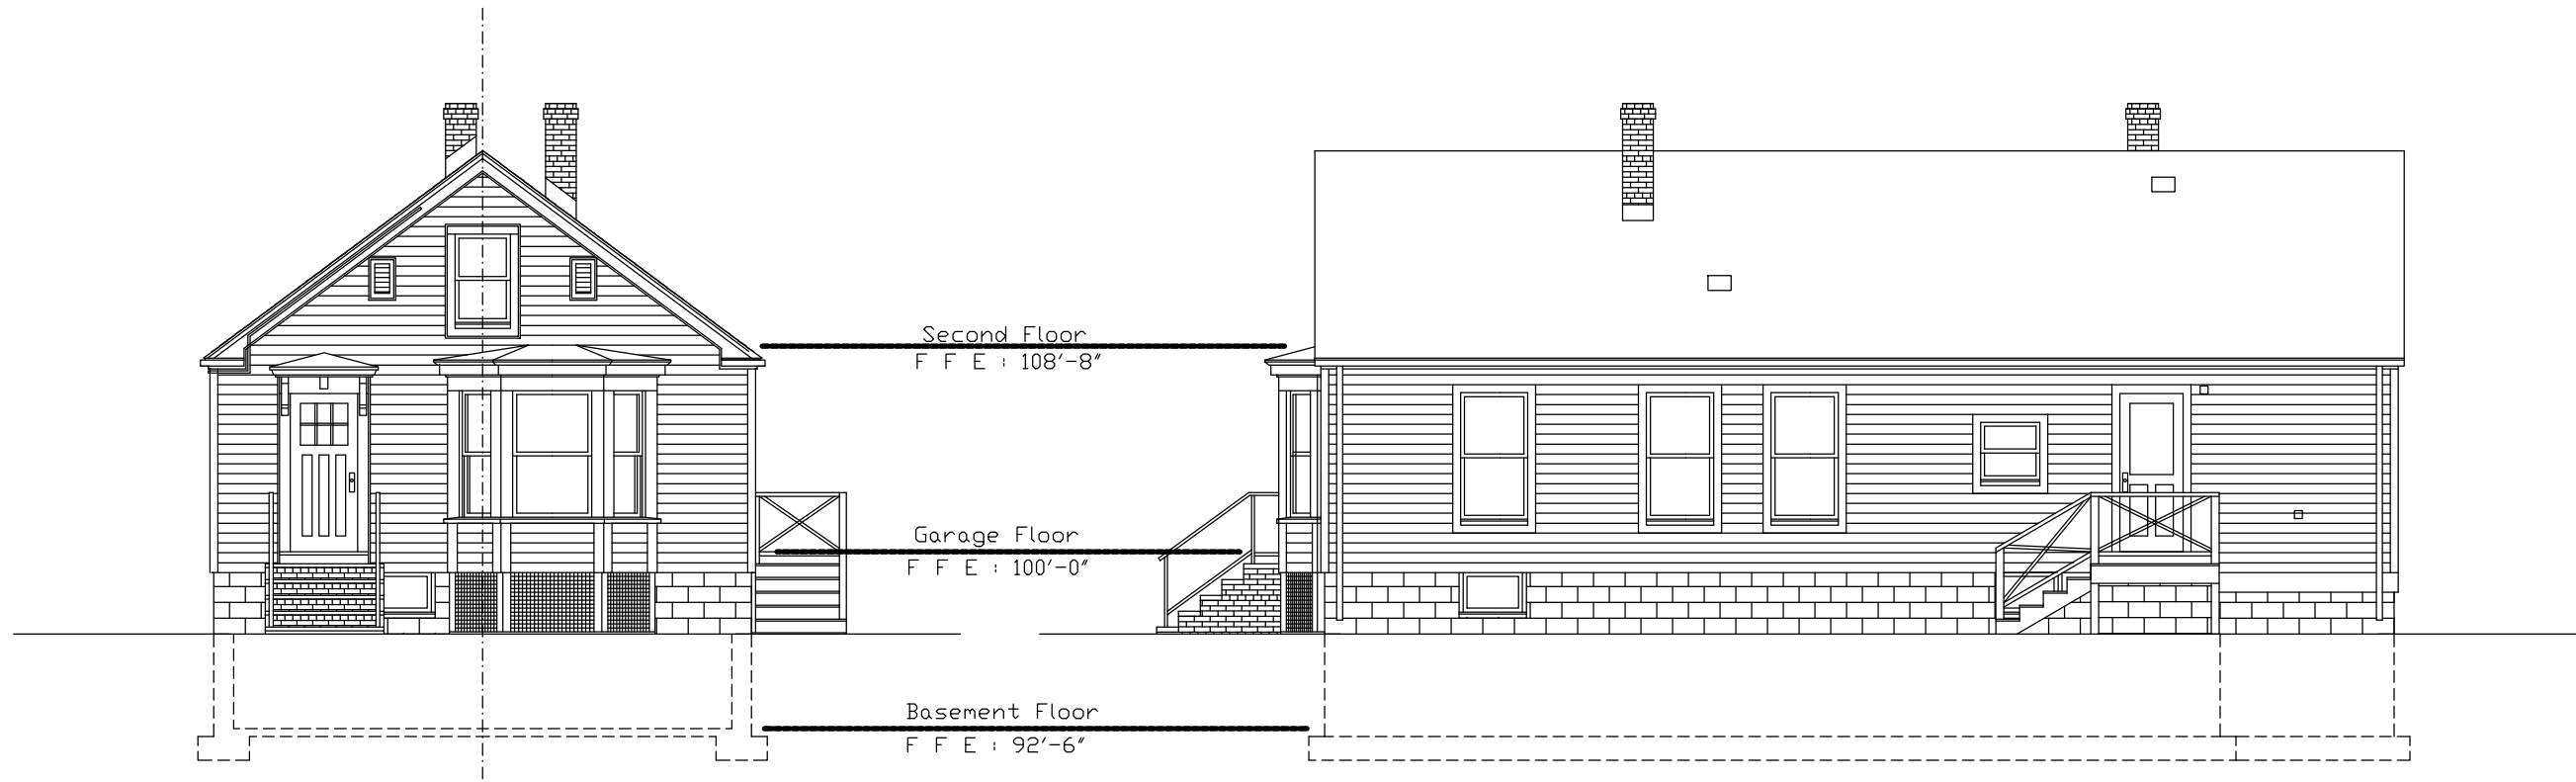 Second Floor
F F E : 108'-8"
Garage Floor
F F E : 100'-0"
Basement Floor
F F E : 92'-6"